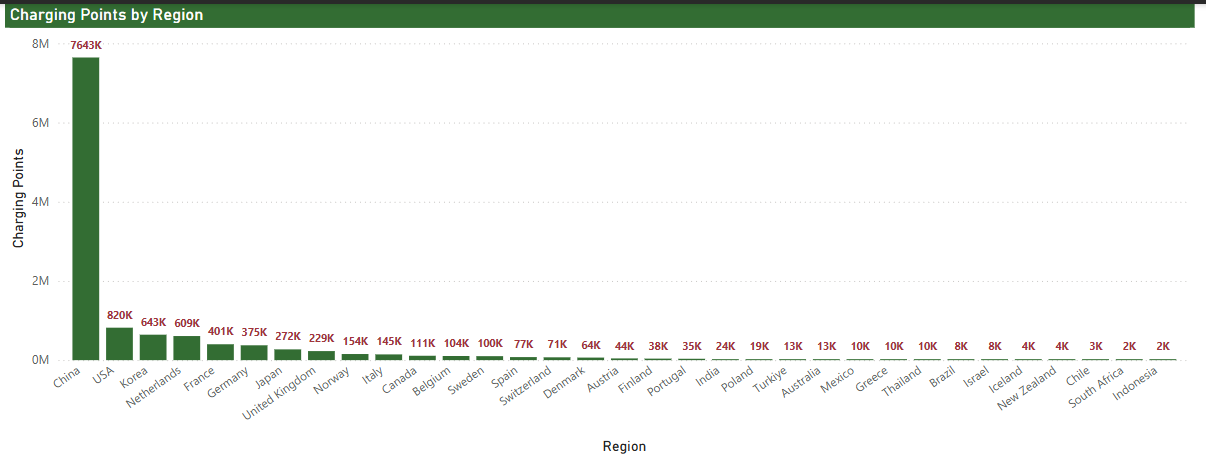 Charging Points by Region
8M
6M
4M
2M
0M
Charging Points
7643K 820K 643K 609K 401K 375K 272K 229K 154K 145K 111K 104K 100K 77K 71K 64K 44K 38K 35K 24K 19K 13K 13K 10K 10K 10K 8K 8K 4K 4K 3K 2K 2K
China USA Korea Netherlands France Germany Japan United Kingdom Norway Italy Canada Belgium Sweden Spain Switzerland Denmark Austria Finland Portugal India Poland Turkiye Australia Mexico Greece Thailand Brazil Israel Iceland New Zealand Chile South Africa Indonesia
Region